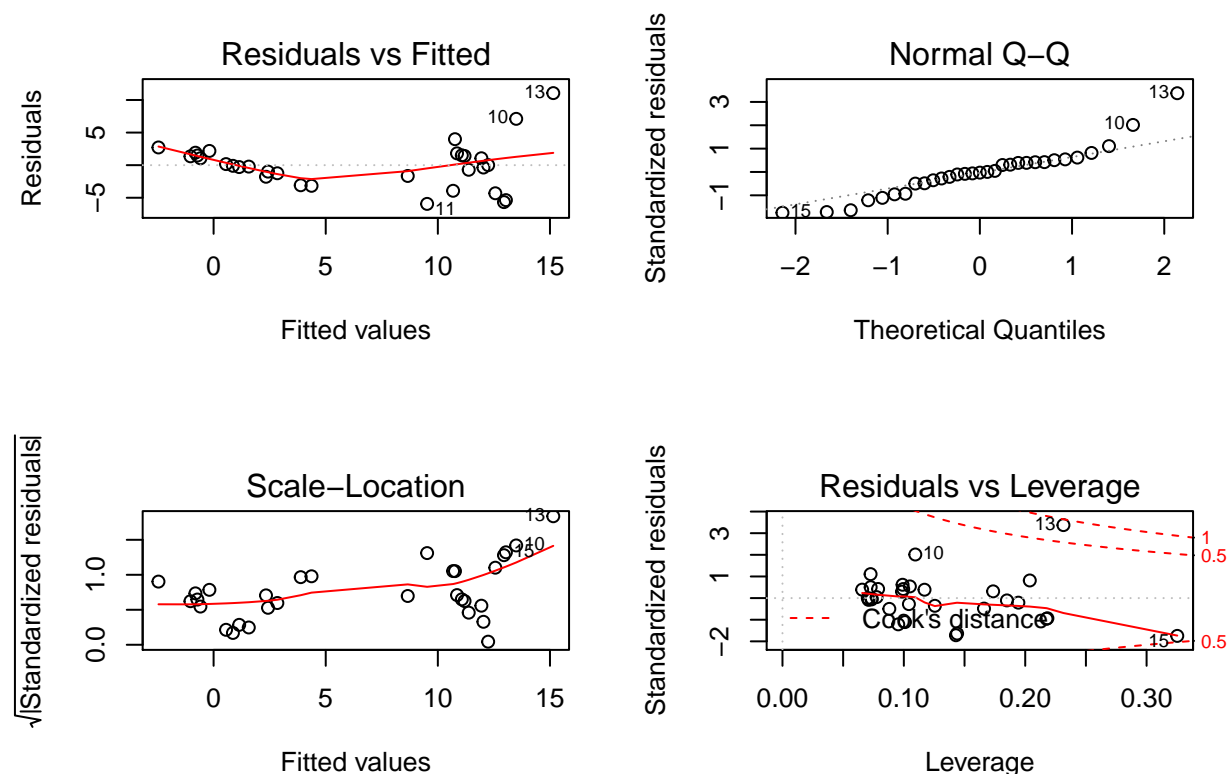 Residuals vs Fitted
Residuals
5
−5
13
10
11
0 5 10 15
Fitted values
Normal Q−Q
Standardized residuals
3
1
−1
13
10
15
−2 −1 0 1 2
Theoretical Quantiles
Scale−Location
√|Standardized residuals|
1.0
0.0
13
10
15
0 5 10 15
Fitted values
Residuals vs Leverage
Standardized residuals
3
1
−2
13
10
15
1
0.5
0.5
Cook's distance
0.00 0.10 0.20 0.30
Leverage